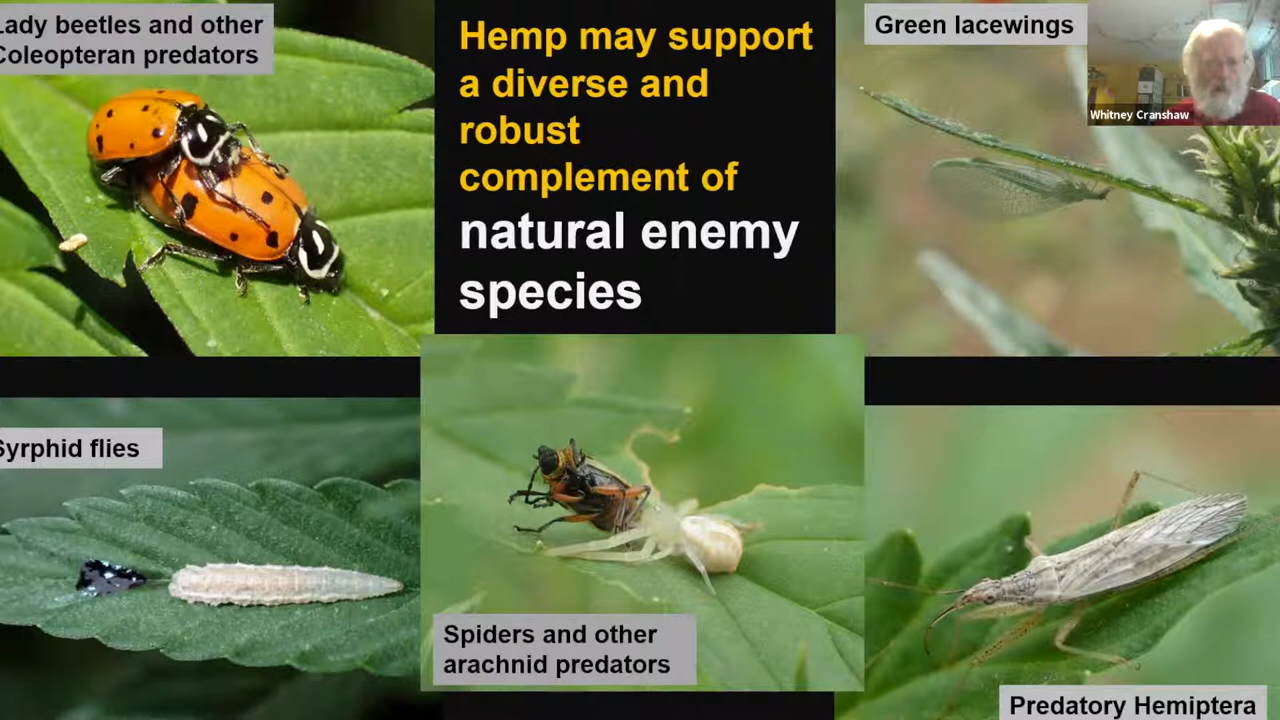 Lady beetles and other
Coleopteran predators
Hemp may support
a diverse and
robust
complement of
natural enemy
species
Green lacewings
Whitney Cranshaw
Syrphid flies
Spiders and other
arachnid predators
Predatory Hemiptera